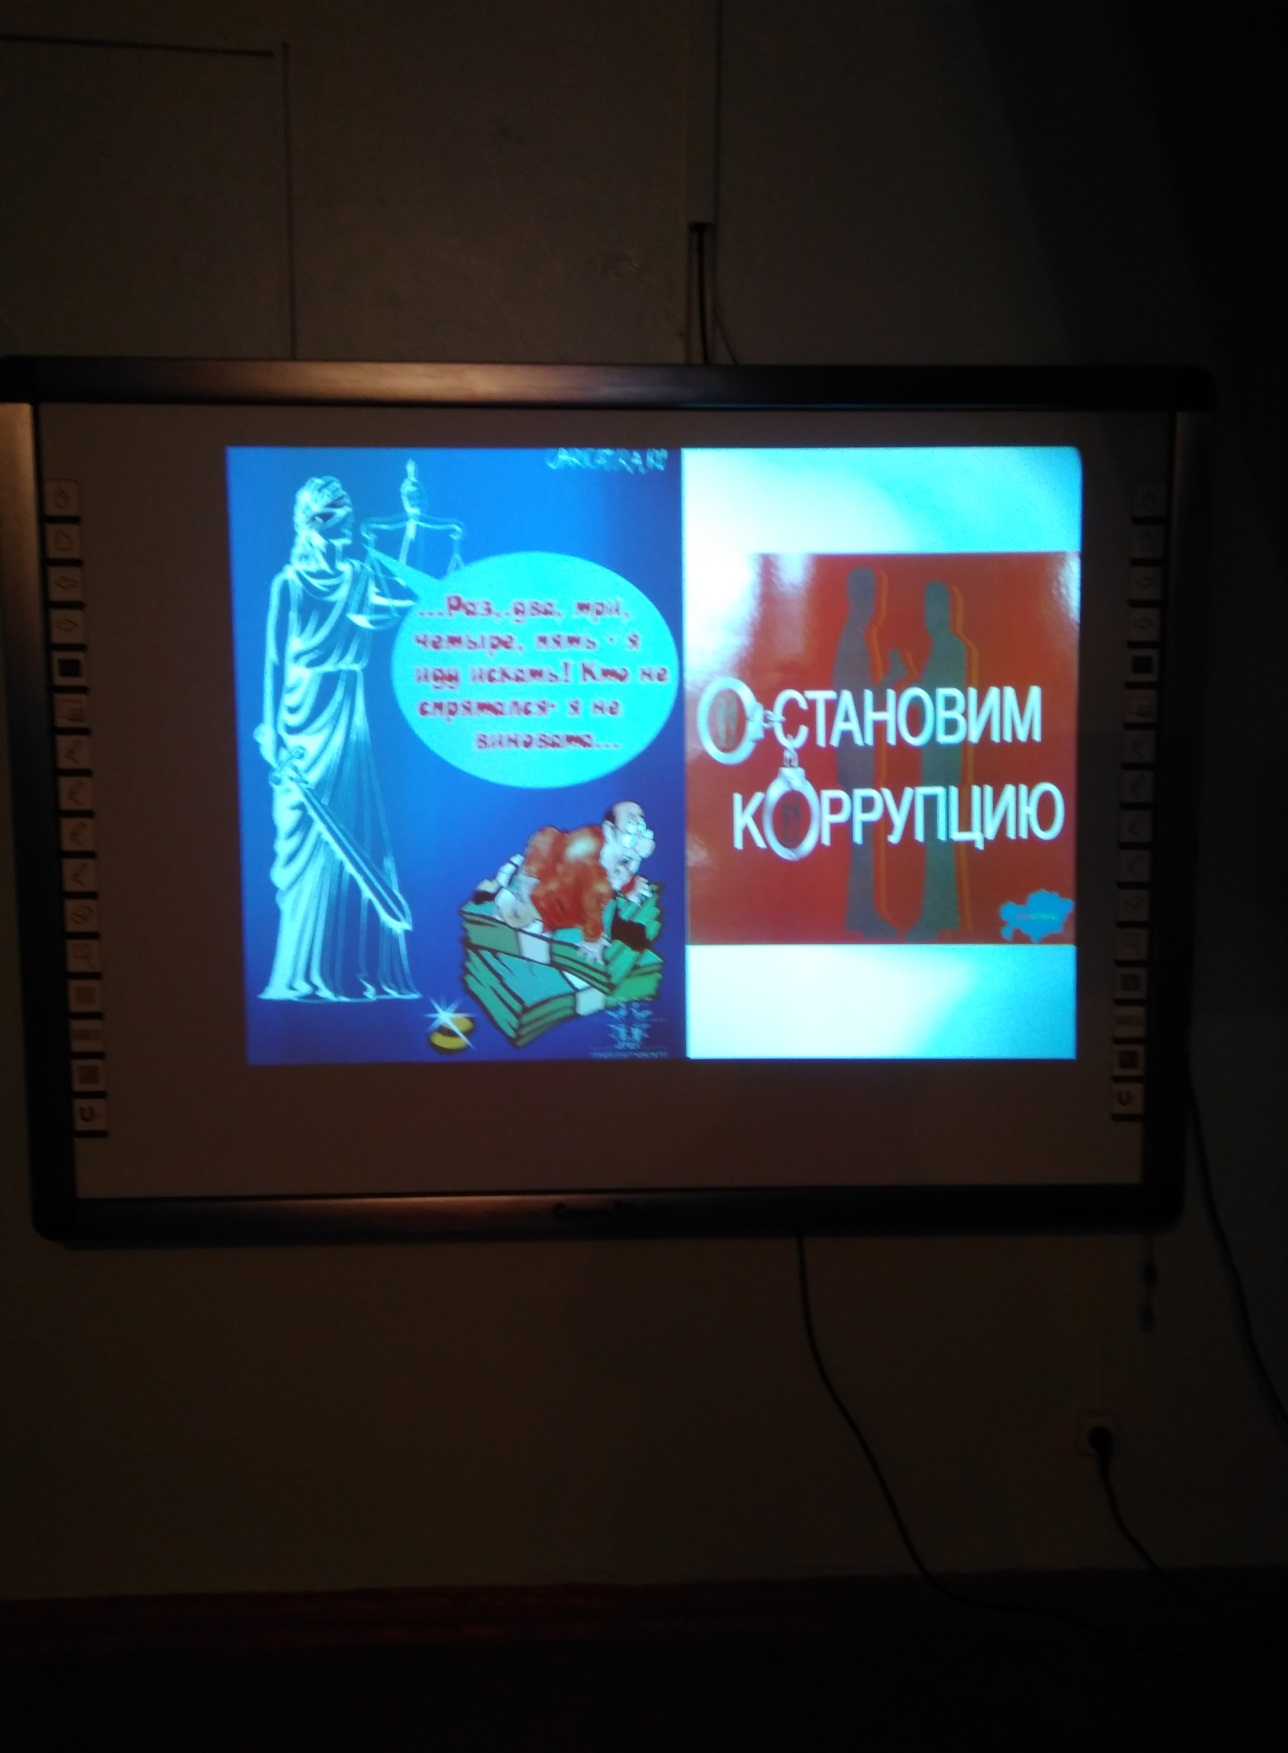 ...Раз,.два, три,
четыре, пять - я
иду искать! Кто не
спрятался- я не
виновата...
ОСТАНОВИМ
КОРРУПЦИЮ